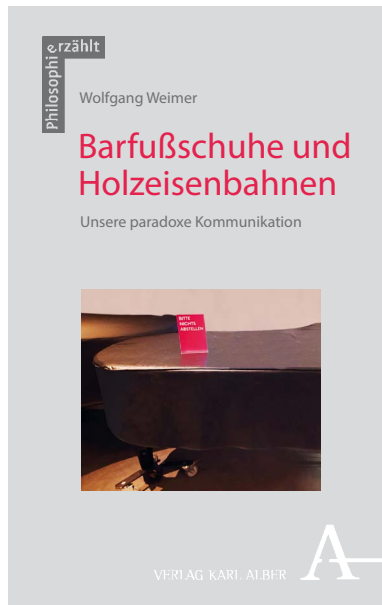 Philosophie erzählt
Wolfgang Weimer
Barfußschuhe und
Holzeisenbahnen
Unsere paradoxe Kommunikation
BITTE
NICHTS
ABSTELLEN
VERLAG KARL ALBER A